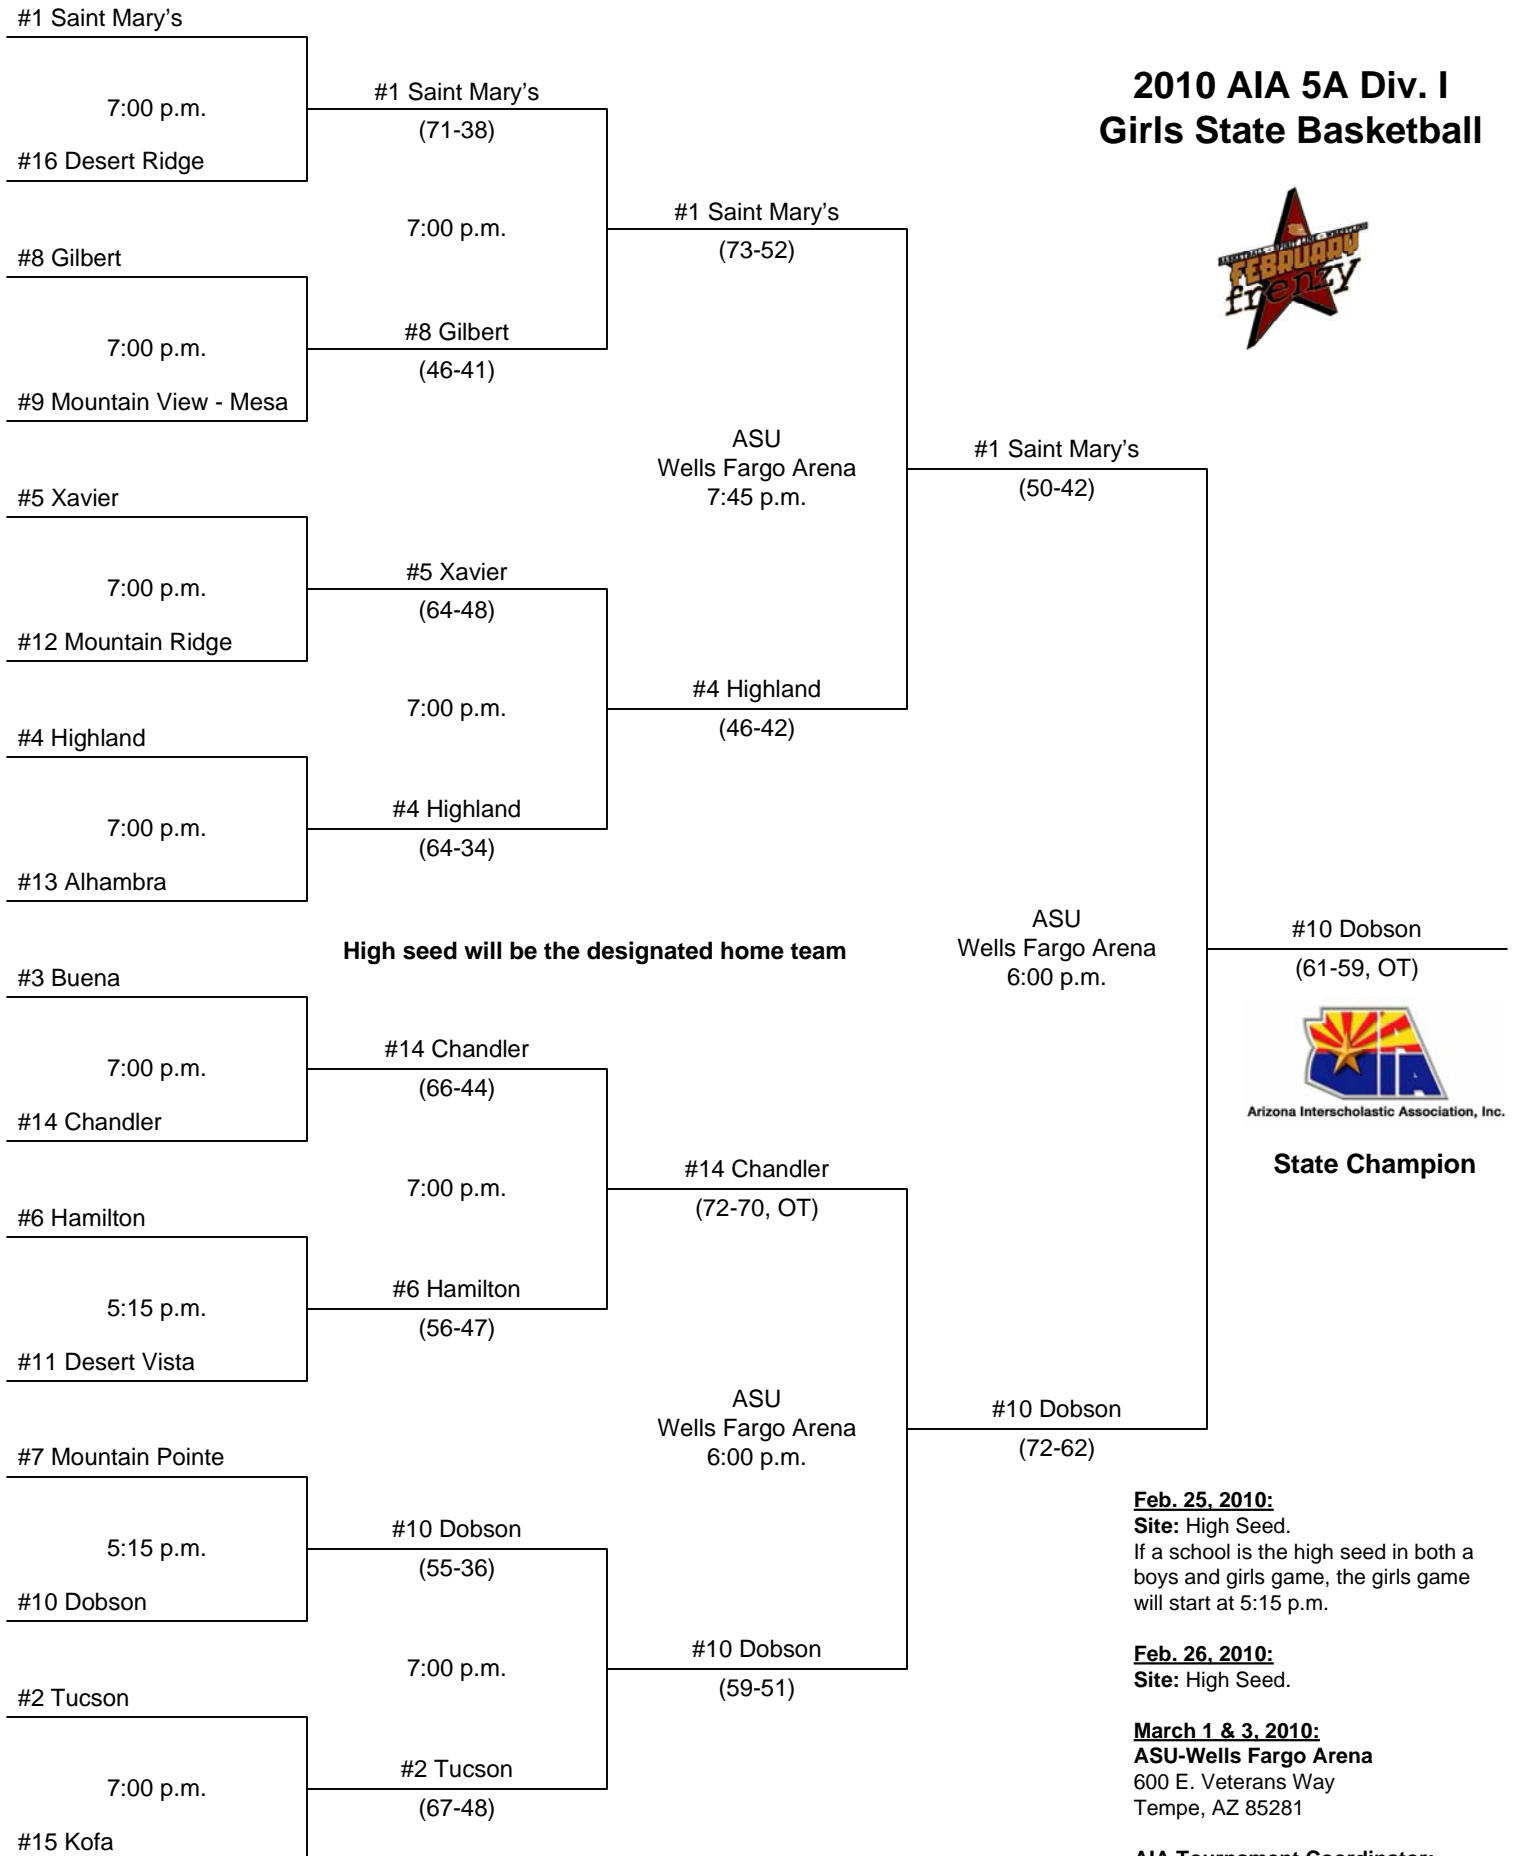 #1 Saint Mary's
7:00 p.m.
#16 Desert Ridge
#8 Gilbert
7:00 p.m.
#9 Mountain View - Mesa
#5 Xavier
7:00 p.m.
#12 Mountain Ridge
#4 Highland
7:00 p.m.
#13 Alhambra
#3 Buena
7:00 p.m.
#14 Chandler
#6 Hamilton
5:15 p.m.
#11 Desert Vista
#7 Mountain Pointe
5:15 p.m.
#10 Dobson
#2 Tucson
7:00 p.m.
#15 Kofa
#1 Saint Mary's
(71-38)
7:00 p.m.
#8 Gilbert
(46-41)
#5 Xavier
(64-48)
7:00 p.m.
#4 Highland
(64-34)
High seed will be the designated home team
#14 Chandler
(66-44)
7:00 p.m.
#6 Hamilton
(56-47)
#10 Dobson
(55-36)
7:00 p.m.
#2 Tucson
(67-48)
#1 Saint Mary's
(73-52)
ASU
Wells Fargo Arena
7:45 p.m.
#4 Highland
(46-42)
#14 Chandler
(72-70, OT)
ASU
Wells Fargo Arena
6:00 p.m.
#10 Dobson
(59-51)
#1 Saint Mary's
(50-42)
ASU
Wells Fargo Arena
6:00 p.m.
#10 Dobson
(72-62)
2010 AIA 5A Div. I
Girls State Basketball
BASKETBALL - SPIRIT LINE - WRESTLING
FEBRUARY
frenzy
#10 Dobson
(61-59, OT)
AIA
Arizona Interscholastic Association, Inc.
State Champion
Feb. 25, 2010:
Site: High Seed.
If a school is the high seed in both a
boys and girls game, the girls game
will start at 5:15 p.m.
Feb. 26, 2010:
Site: High Seed.
March 1 & 3, 2010:
ASU-Wells Fargo Arena
600 E. Veterans Way
Tempe, AZ 85281
AIA Tournament Coordinator: